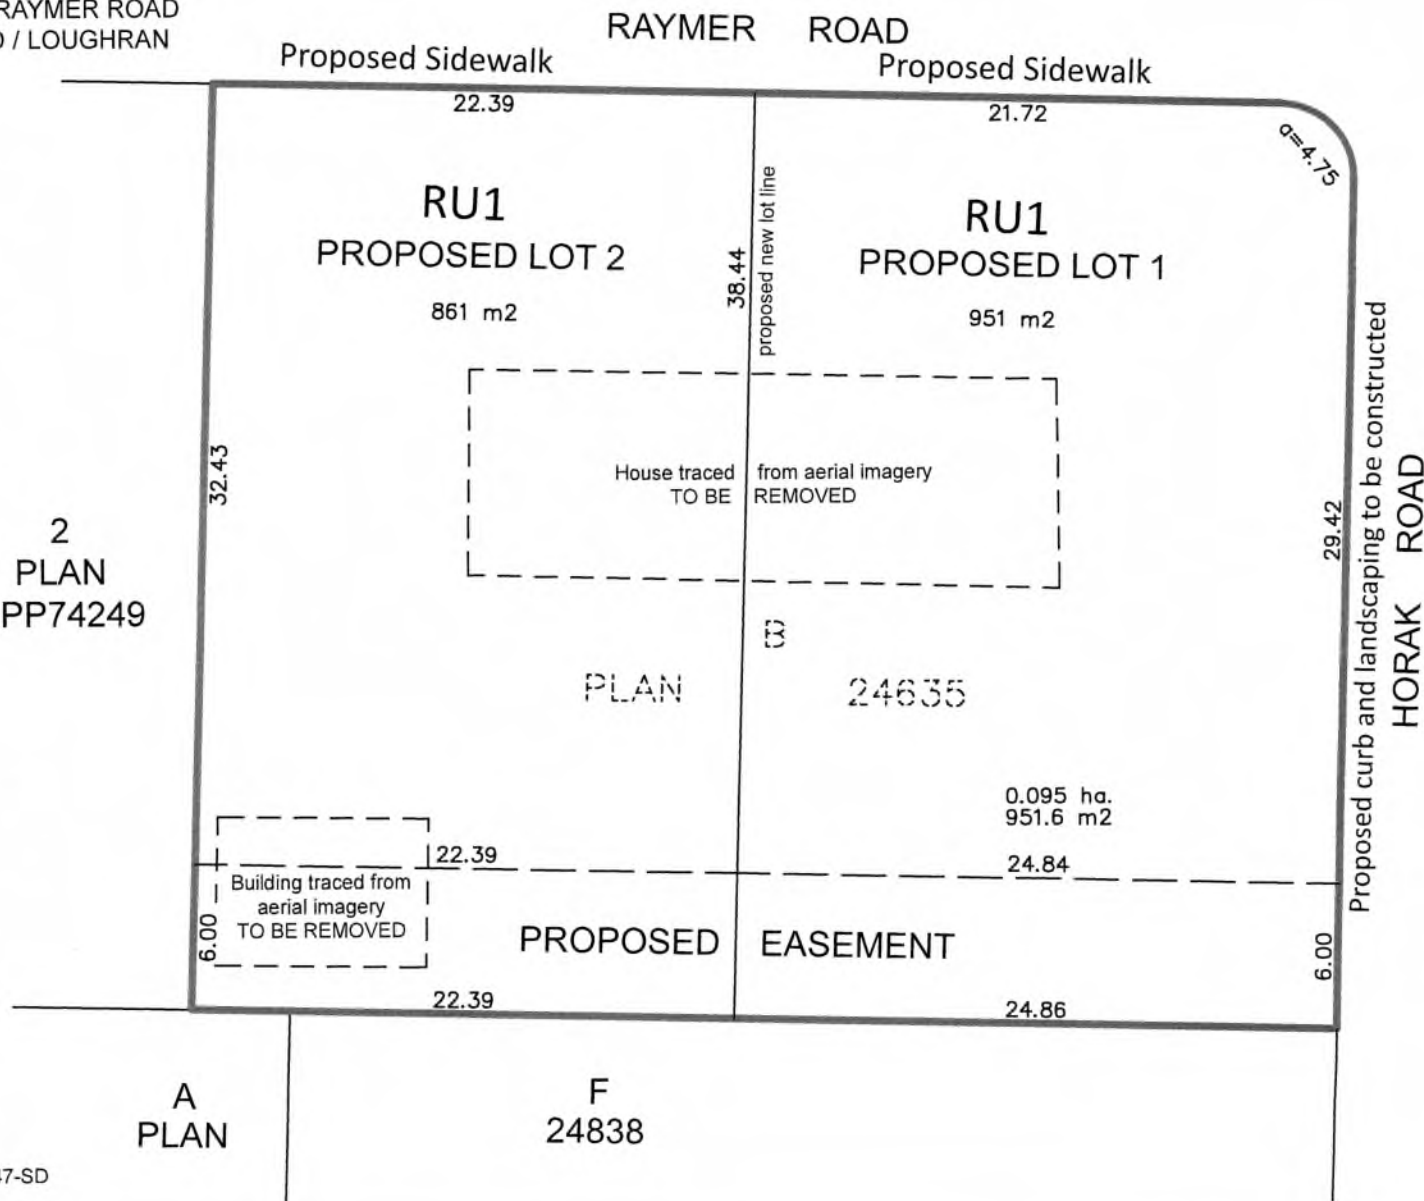 RAYMER ROAD
/ LOUGHRAN
RAYMER ROAD
Proposed Sidewalk
Proposed Sidewalk
22.39
21.72
a=4.75
RU1
PROPOSED LOT 2
861 m2
38.44
proposed new lot line
RU1
PROPOSED LOT 1
951 m2
32.43
House traced from aerial imagery
TO BE REMOVED
29.42
Proposed curb and landscaping to be constructed
HORAK ROAD
2
PLAN
PP74249
B
PLAN 24635
0.095 ha.
951.6 m2
22.39
24.84
Building traced from
aerial imagery
TO BE REMOVED
6.00
PROPOSED EASEMENT
6.00
22.39
24.86
A
PLAN
F
24838
7-SD